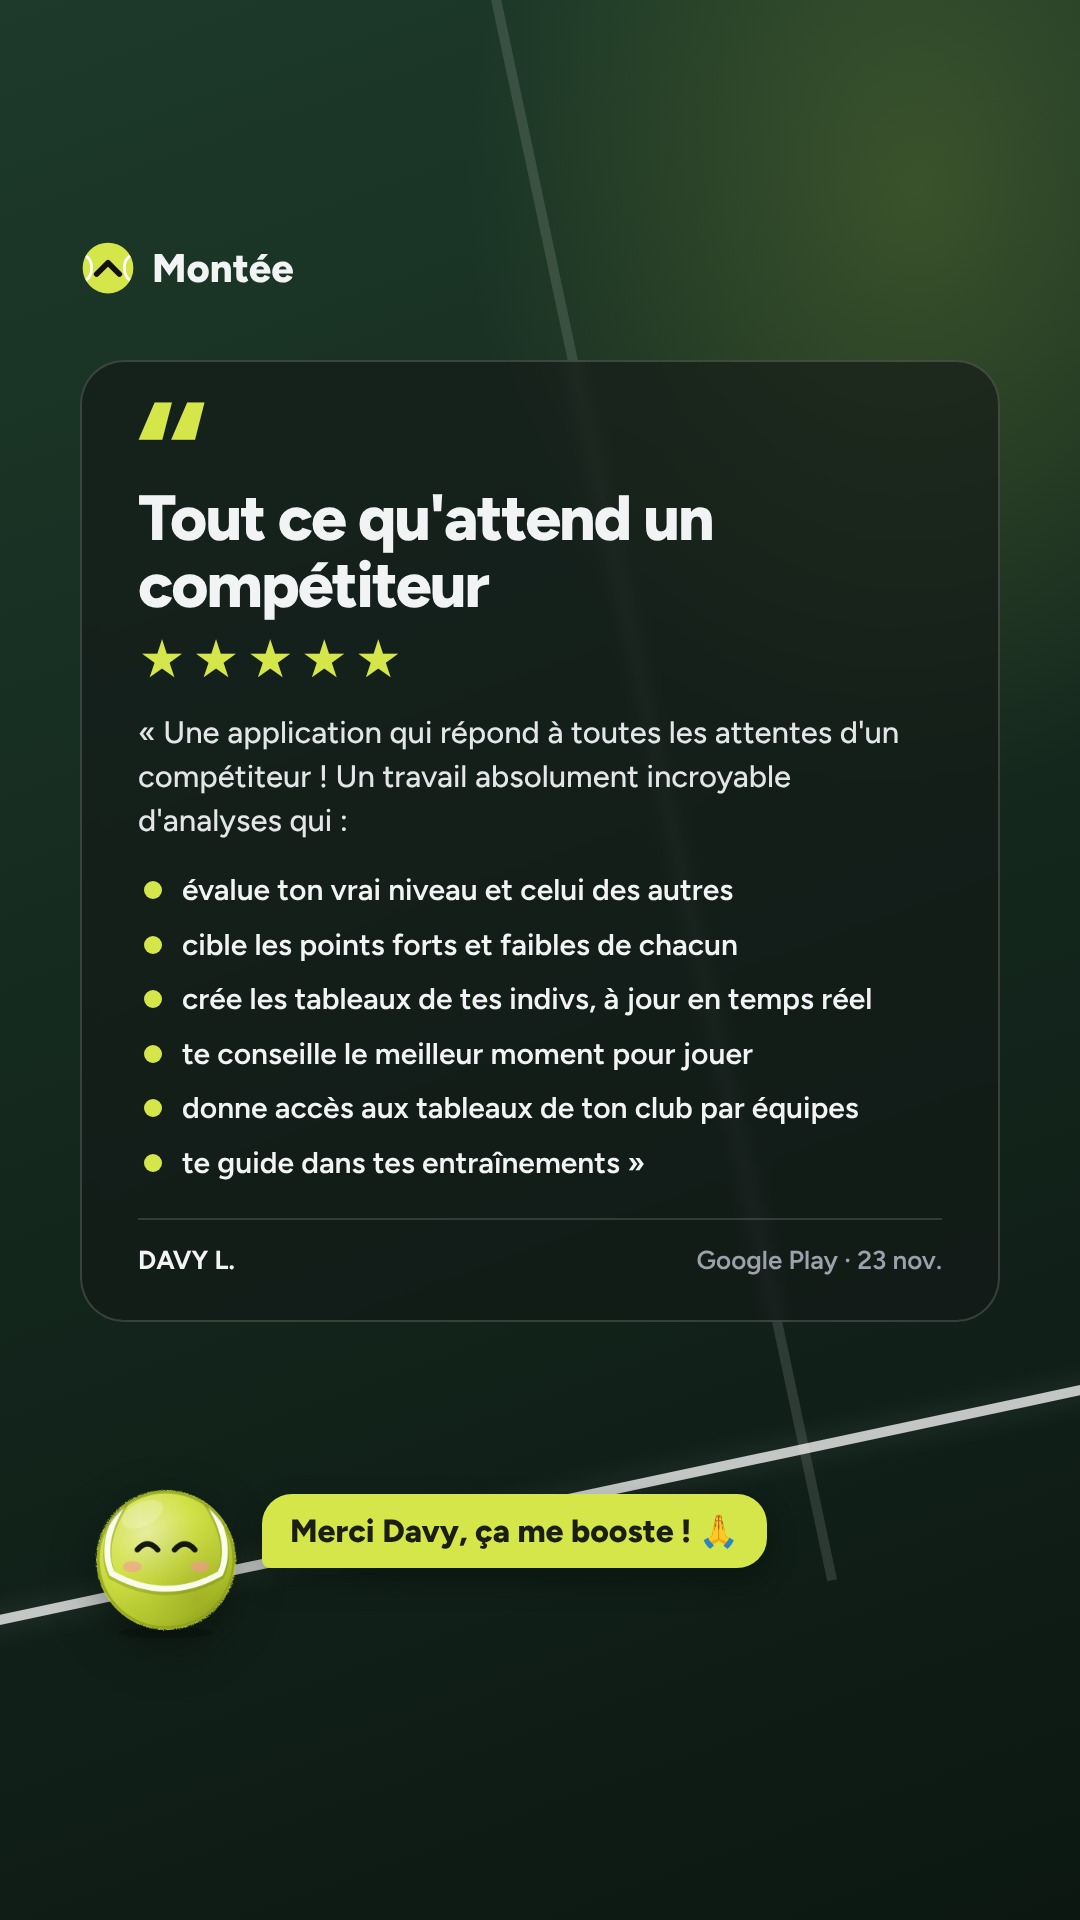 Montée
Tout ce qu'attend un
compétiteur
★★★★★
« Une application qui répond à toutes les attentes d'un
compétiteur ! Un travail absolument incroyable
d'analyses qui :
évalue ton vrai niveau et celui des autres
cible les points forts et faibles de chacun
crée les tableaux de tes indivs, à jour en temps réel
te conseille le meilleur moment pour jouer
donne accès aux tableaux de ton club par équipes
te guide dans tes entraînements »
DAVY L.
Google Play · 23 nov.
Merci Davy, ça me booste ! 🙏